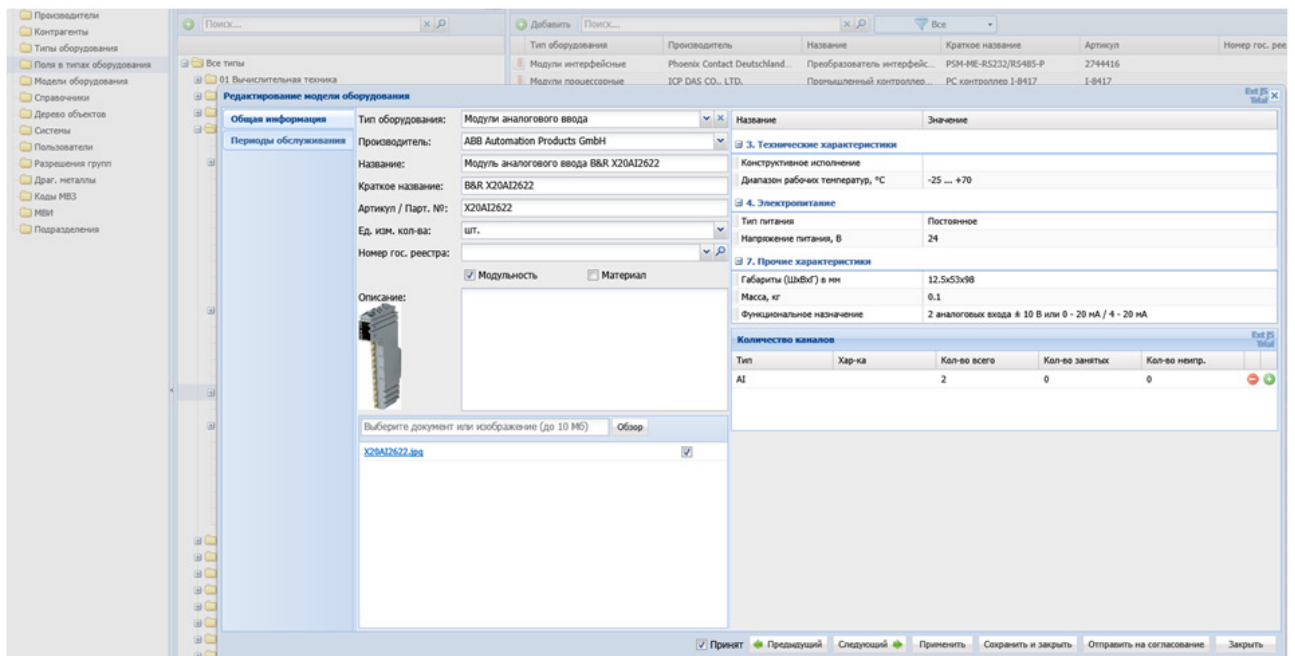 Производители
Контрагенты
Типы оборудования
Поля в типах оборудования
Модели оборудования
Справочники
Дерево объектов
Системы
Пользователи
Разрешения групп
Драг. металлы
Коды МВЗ
МВИ
Подразделения
Поиск...
Все типы
01 Вычислительная техника
Добавить Поиск... Все
Тип оборудования Производитель Название Краткое название Артикул Номер гос. рее
Модули интерфейсные Phoenix Contact Deutschland... Преобразователь интерфейс... PSM-ME-RS232/RS485-P 2744416
Модули процессорные ICP DAS CO., LTD. Промышленный контроллер... PC контроллер I-8417 I-8417
Редактирование модели оборудования
Ext JS
Total
Общая информация
Периоды обслуживания
Тип оборудования: Модули аналогового ввода
Производитель: ABB Automation Products GmbH
Название: Модуль аналогового ввода B&R X20AI2622
Краткое название: B&R X20AI2622
Артикул / Парт. №: X20AI2622
Ед. изм. кол-ва: шт.
Номер гос. реестра:
Модульность Материал
Описание:
Выберите документ или изображение (до 10 Мб) Обзор
X20AI2622.jpg
Название Значение
3. Технические характеристики
Конструктивное исполнение
Диапазон рабочих температур, °C -25 ... +70
4. Электропитание
Тип питания Постоянное
Напряжение питания, В 24
7. Прочие характеристики
Габариты (ШхВхГ) в мм 12.5x53x98
Масса, кг 0.1
Функциональное назначение 2 аналоговых входа ± 10 В или 0 - 20 мА / 4 - 20 мА
Количество каналов
Ext JS
Total
Тип Хар-ка Кол-во всего Кол-во занятых Кол-во неипр.
AI 2 0 0
Принят Предыдущий Следующий Применить Сохранить и закрыть Отправить на согласование Закрыть